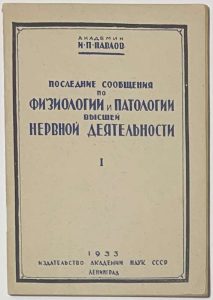 АКАДЕМИК
И·П·ПАВЛОВ
ПОСЛЕДНИЕ СООБЩЕНИЯ
ПО
ФИЗИОЛОГИИ И ПАТОЛОГИИ
ВЫСШЕЙ
НЕРВНОЙ ДЕЯТЕЛЬНОСТИ
I
1933
ИЗДАТЕЛЬСТВО АКАДЕМИИ НАУК СССР
ЛЕНИНГРАД